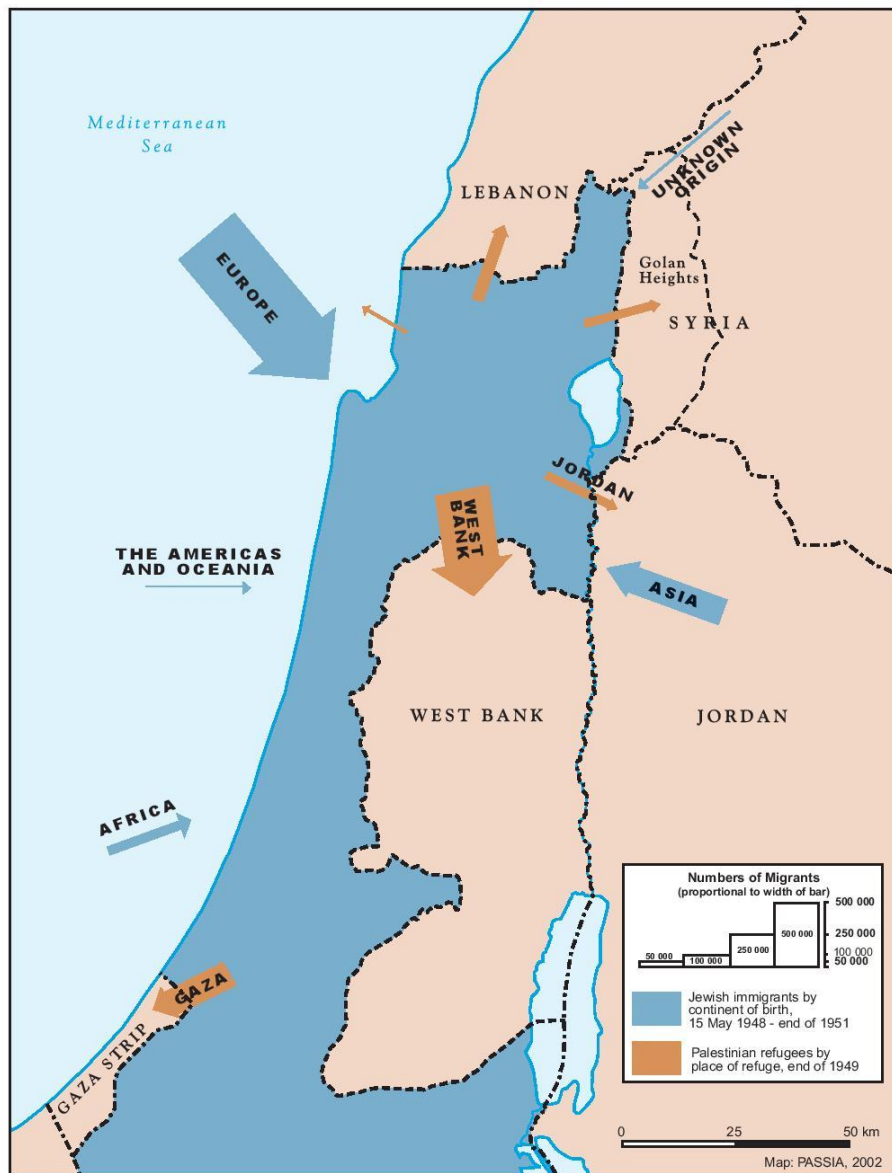 Mediterranean
Sea
LEBANON
UNKNOWN
ORIGIN
EUROPE
Golan
Heights
SYRIA
JORDAN
WEST
BANK
THE AMERICAS
AND OCEANIA
ASIA
WEST BANK
JORDAN
AFRICA
GAZA
GAZA STRIP
Numbers of Migrants
(proportional to width of bar)
50 000
100 000
250 000
500 000
500 000
250 000
100 000
50 000
Jewish immigrants by
continent of birth,
15 May 1948 - end of 1951
Palestinian refugees by
place of refuge, end of 1949
0
25
50 km
Map: PASSIA, 2002